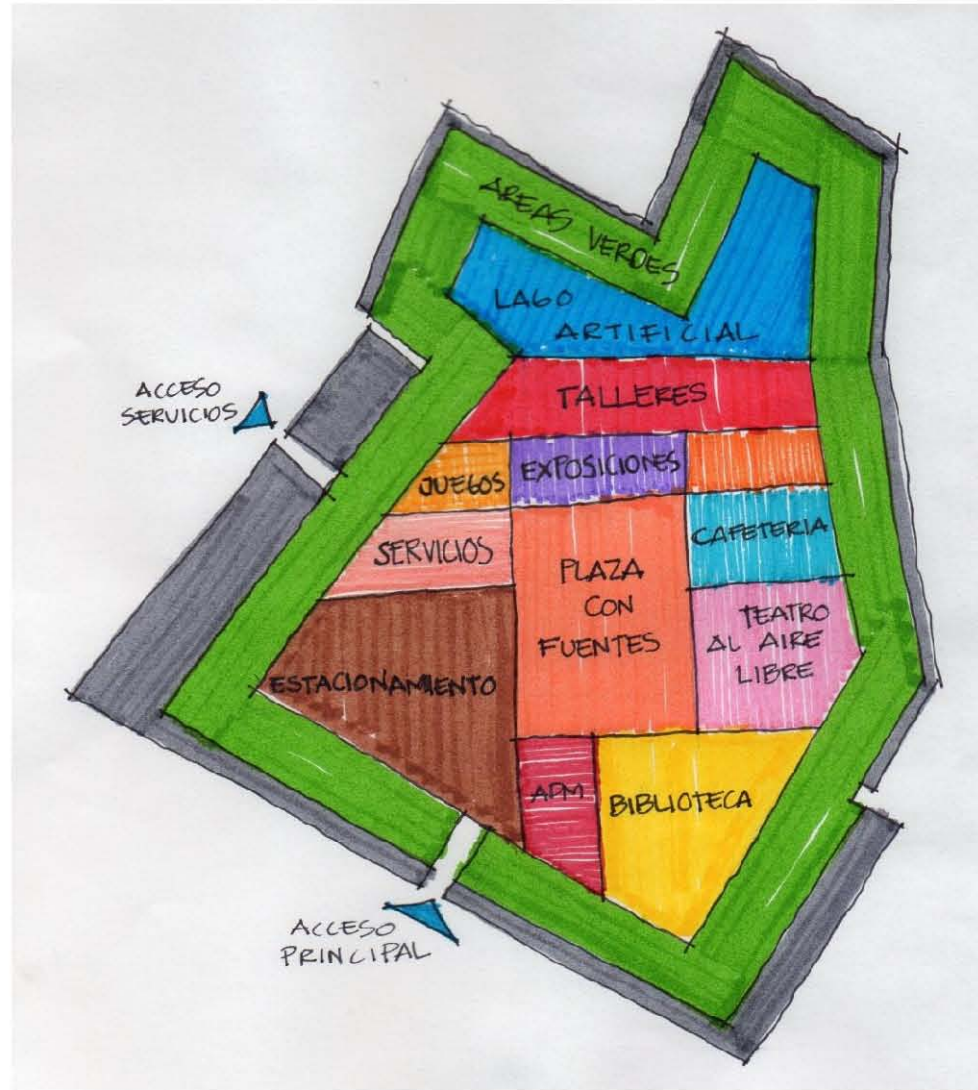 AREAS VERDES
LAGO
ARTIFICIAL
TALLERES
ACCESO
SERVICIOS
JUEGOS
EXPOSICIONES
CAFETERIA
SERVICIOS
PLAZA
CON
FUENTES
TEATRO
AL AIRE
LIBRE
ESTACIONAMIENTO
ADM
BIBLIOTECA
ACCESO
PRINCIPAL